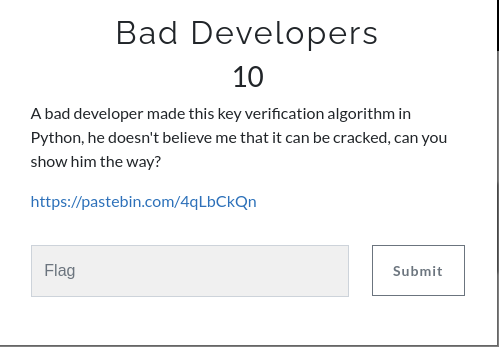 Bad Developers
10
A bad developer made this key verification algorithm in
Python, he doesn't believe me that it can be cracked, can you
show him the way?
https://pastebin.com/4qLbCkQn
Flag
Submit